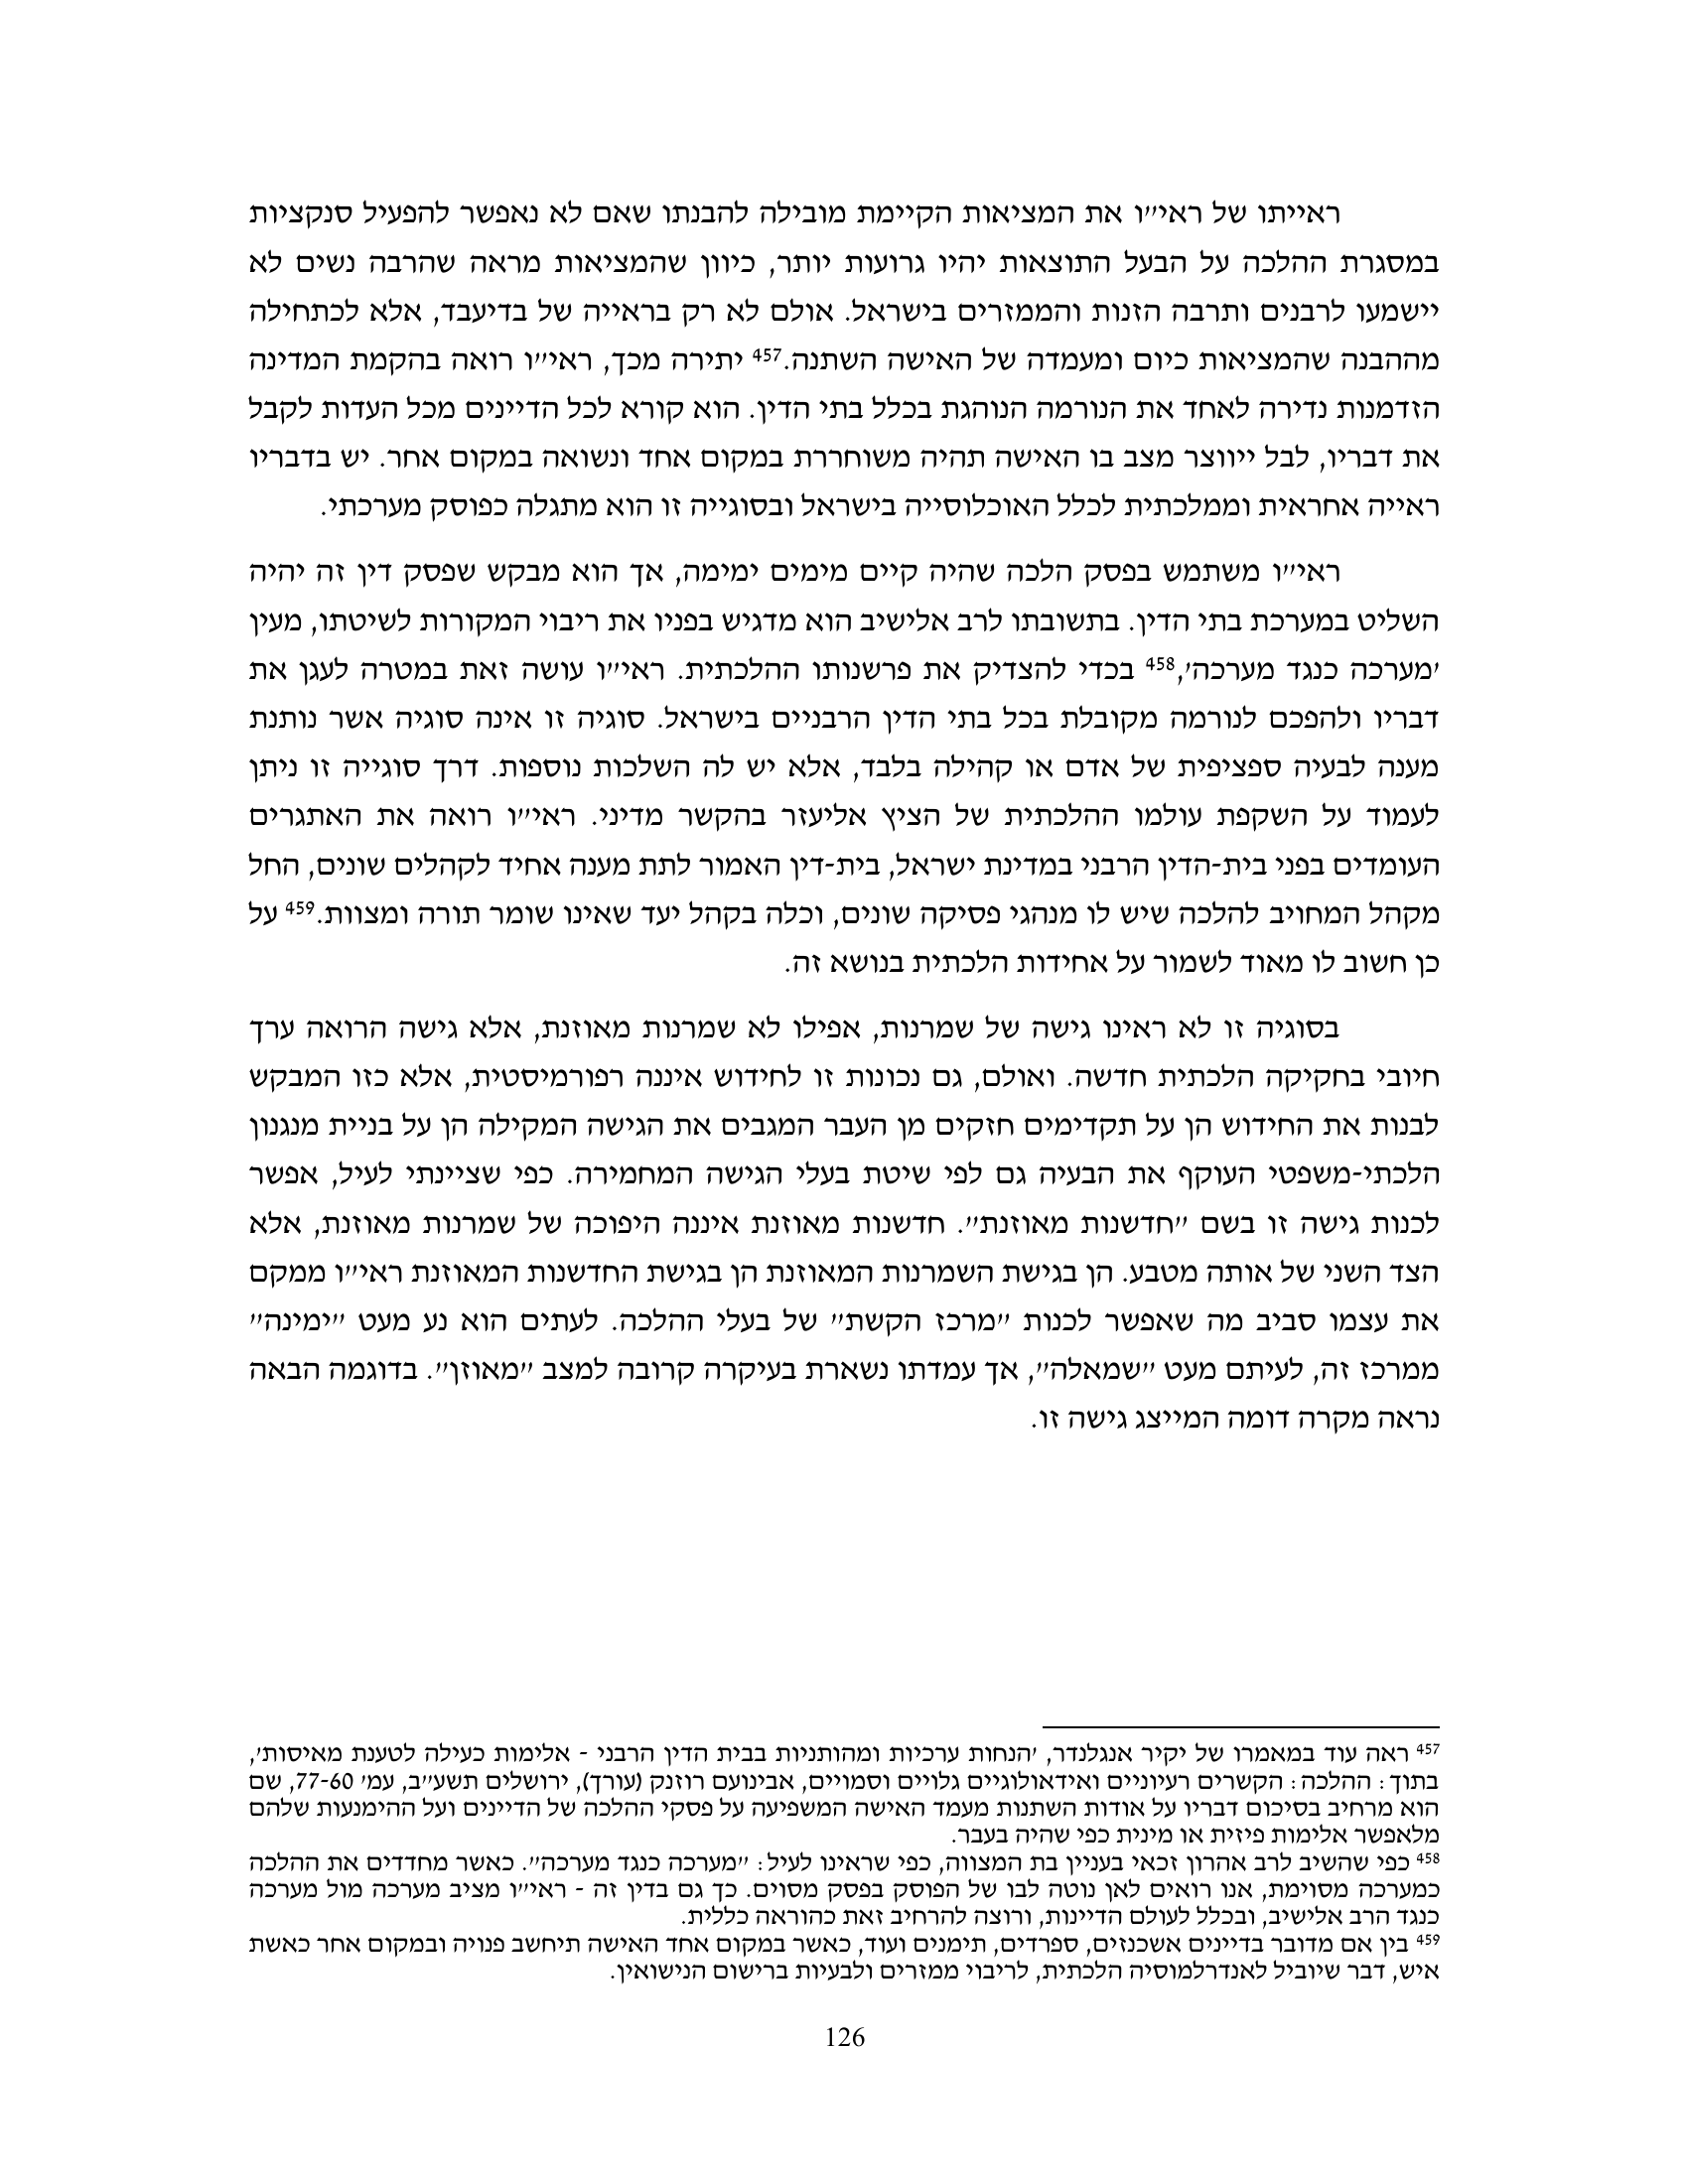 ראייתו של ראי״ו את המציאות הקיימת מובילה להבנתו שאם לא נאפשר להפעיל סנקציות
במסגרת ההלכה על הבעל התוצאות יהיו גרועות יותר, כיוון שהמציאות מראה שהרבה נשים לא
יישמעו לרבנים ותרבה הזנות והממזרים בישראל. אולם לא רק בראייה של בדיעבד, אלא לכתחילה
מההבנה שהמציאות כיום ומעמדה של האישה השתנה.457 יתירה מכך, ראי״ו רואה בהקמת המדינה
הזדמנות נדירה לאחד את הנורמה הנוהגת בכלל בתי הדין. הוא קורא לכל הדיינים מכל העדות לקבל
את דבריו, לבל ייווצר מצב בו האישה תהיה משוחררת במקום אחד ונשואה במקום אחר. יש בדבריו
ראייה אחראית וממלכתית לכלל האוכלוסייה בישראל ובסוגייה זו הוא מתגלה כפוסק מערכתי.
ראי״ו משתמש בפסק הלכה שהיה קיים מימים ימימה, אך הוא מבקש שפסק דין זה יהיה
השליט במערכת בתי הדין. בתשובתו לרב אלישיב הוא מדגיש בפניו את ריבוי המקורות לשיטתו, מעין
׳מערכה כנגד מערכה׳,458 בכדי להצדיק את פרשנותו ההלכתית. ראי״ו עושה זאת במטרה לעגן את
דבריו ולהפכם לנורמה מקובלת בכל בתי הדין הרבניים בישראל. סוגיה זו אינה סוגיה אשר נותנת
מענה לבעיה ספציפית של אדם או קהילה בלבד, אלא יש לה השלכות נוספות. דרך סוגייה זו ניתן
לעמוד על השקפת עולמו ההלכתית של הציץ אליעזר בהקשר מדיני. ראי״ו רואה את האתגרים
העומדים בפני בית-הדין הרבני במדינת ישראל, בית-דין האמור לתת מענה אחיד לקהלים שונים, החל
מקהל המחויב להלכה שיש לו מנהגי פסיקה שונים, וכלה בקהל יעד שאינו שומר תורה ומצוות.459 על
כן חשוב לו מאוד לשמור על אחידות הלכתית בנושא זה.
בסוגיה זו לא ראינו גישה של שמרנות, אפילו לא שמרנות מאוזנת, אלא גישה הרואה ערך
חיובי בחקיקה הלכתית חדשה. ואולם, גם נכונות זו לחידוש איננה רפורמיסטית, אלא כזו המבקש
לבנות את החידוש הן על תקדימים חזקים מן העבר המגבים את הגישה המקילה הן על בניית מנגנון
הלכתי-משפטי העוקף את הבעיה גם לפי שיטת בעלי הגישה המחמירה. כפי שציינתי לעיל, אפשר
לכנות גישה זו בשם ״חדשנות מאוזנת״. חדשנות מאוזנת איננה היפוכה של שמרנות מאוזנת, אלא
הצד השני של אותה מטבע. הן בגישת השמרנות המאוזנת הן בגישת החדשנות המאוזנת ראי״ו ממקם
את עצמו סביב מה שאפשר לכנות ״מרכז הקשת״ של בעלי ההלכה. לעתים הוא נע מעט ״ימינה״
ממרכז זה, לעיתם מעט ״שמאלה״, אך עמדתו נשארת בעיקרה קרובה למצב ״מאוזן״. בדוגמה הבאה
נראה מקרה דומה המייצג גישה זו.
457 ראה עוד במאמרו של יקיר אנגלנדר, ׳הנחות ערכיות ומהותניות בבית הדין הרבני - אלימות כעילה לטענת מאיסות׳,
בתוך: ההלכה: הקשרים רעיוניים ואידאולוגיים גלויים וסמויים, אבינועם רוזנק (עורך), ירושלים תשע״ב, עמ׳ 77-60, שם
הוא מרחיב בסיכום דבריו על אודות השתנות מעמד האישה המשפיעה על פסקי ההלכה של הדיינים ועל ההימנעות שלהם
מלאפשר אלימות פיזית או מינית כפי שהיה בעבר.
458 כפי שהשיב לרב אהרון זכאי בעניין בת המצווה, כפי שראינו לעיל: ״מערכה כנגד מערכה״. כאשר מחדדים את ההלכה
כמערכה מסוימת, אנו רואים לאן נוטה לבו של הפוסק בפסק מסוים. כך גם בדין זה - ראי״ו מציב מערכה מול מערכה
כנגד הרב אלישיב, ובכלל לעולם הדיינות, ורוצה להרחיב זאת כהוראה כללית.
459 בין אם מדובר בדיינים אשכנזים, ספרדים, תימנים ועוד, כאשר במקום אחד האישה תיחשב פנויה ובמקום אחר כאשת
איש, דבר שיוביל לאנדרלמוסיה הלכתית, לריבוי ממזרים ולבעיות ברישום הנישואין.
126